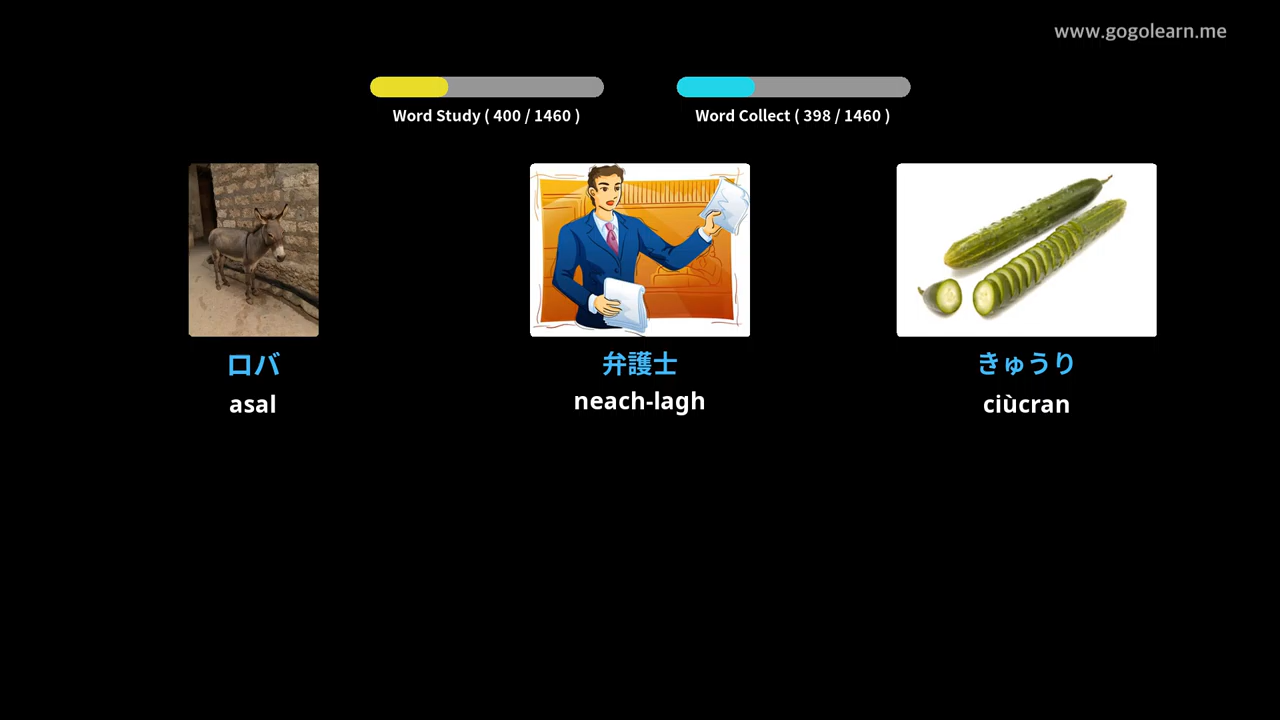 www.gogolearn.me
Word Study ( 400 / 1460 )
Word Collect ( 398 / 1460 )
ロバ
asal
弁護士
neach-lagh
きゅうり
ciùcran